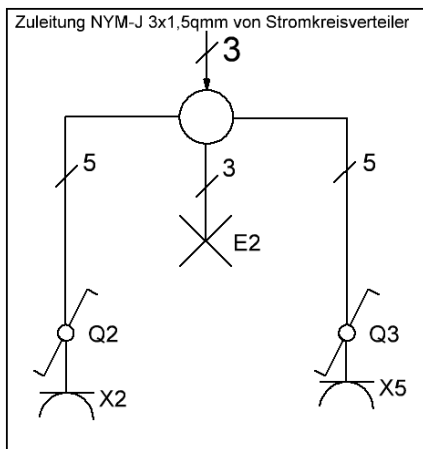 Zuleitung NYM-J 3x1,5qmm von Stromkreisverteiler
3
5
3
5
E2
Q2
Q3
X2
X5